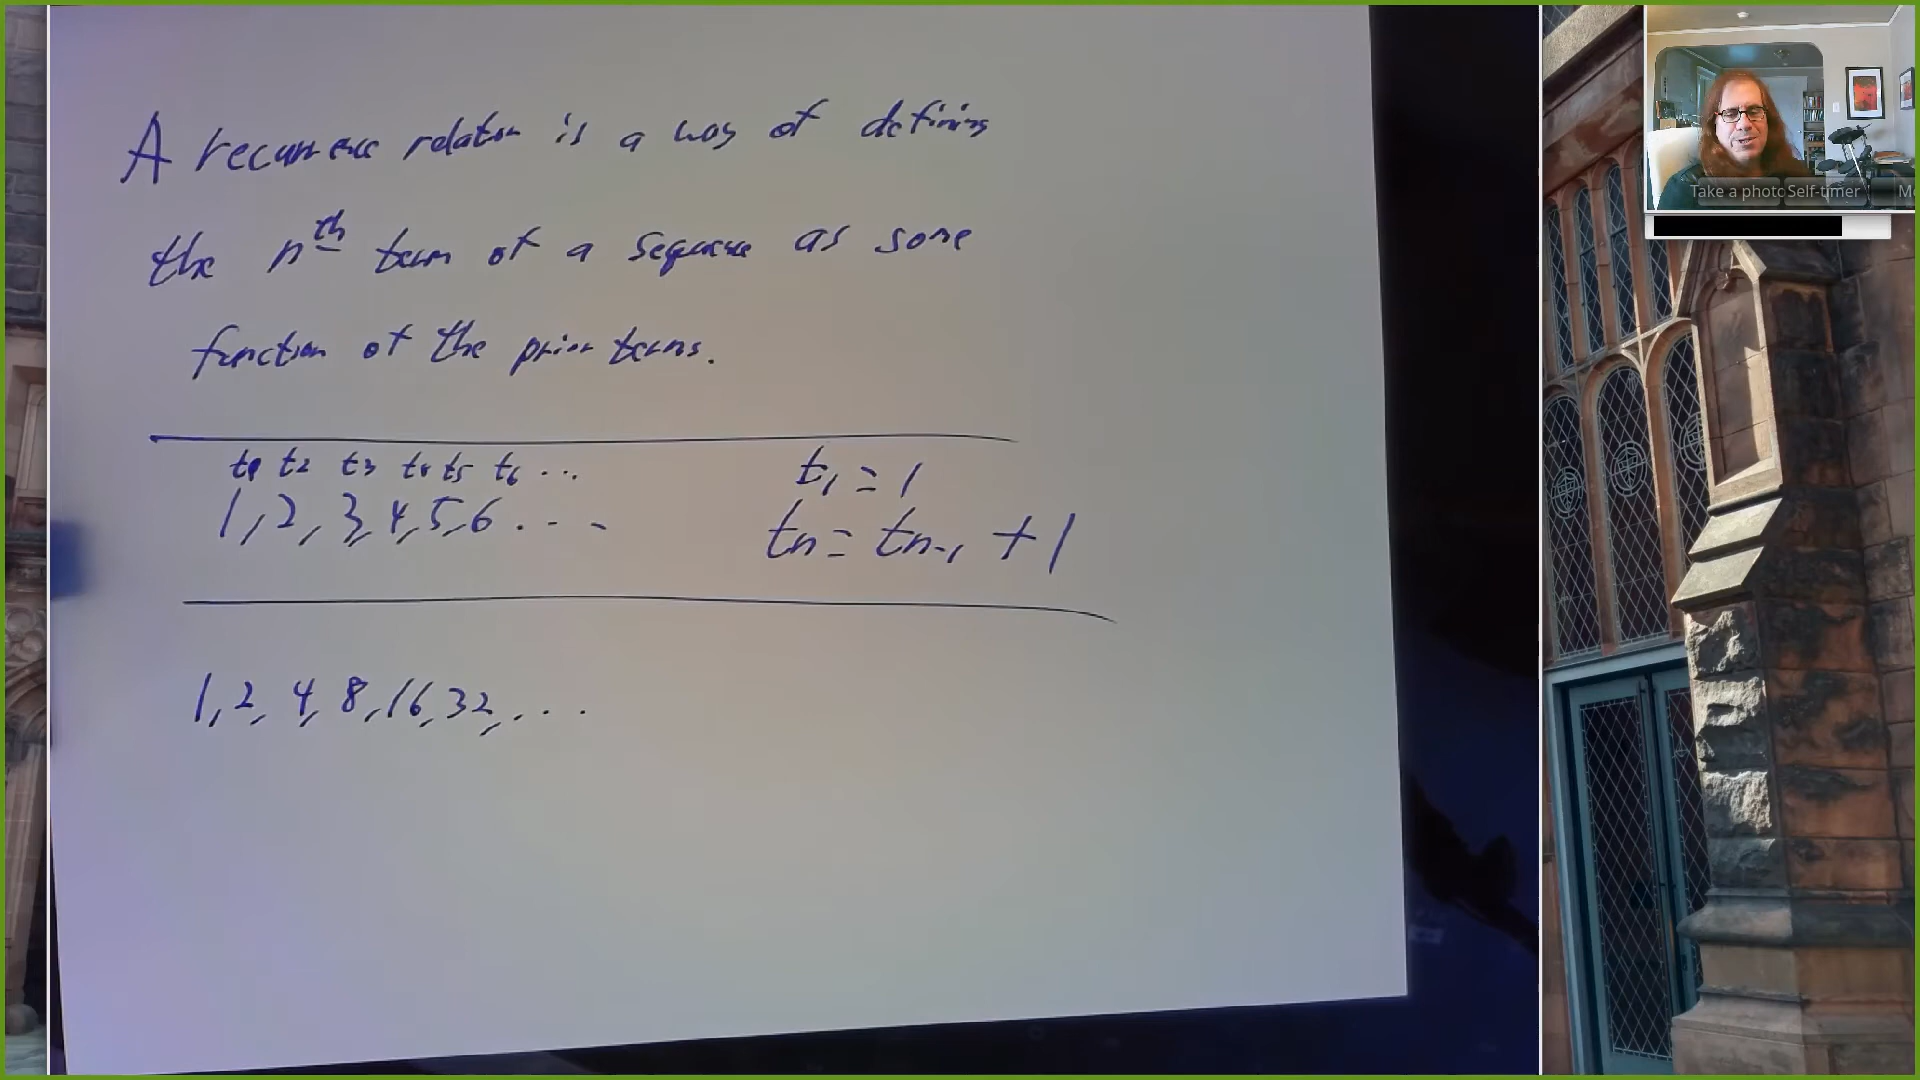 A recurrence relation is a way of defining
the nth term of a sequence as some
function of the prior terms.
t1 t2 t3 t4 t5 t6 ...
1, 2, 3, 4, 5, 6 ...
t1 = 1
tn = tn-1 + 1
1, 2, 4, 8, 16, 32, ...
Take a photo Self-timer Mo